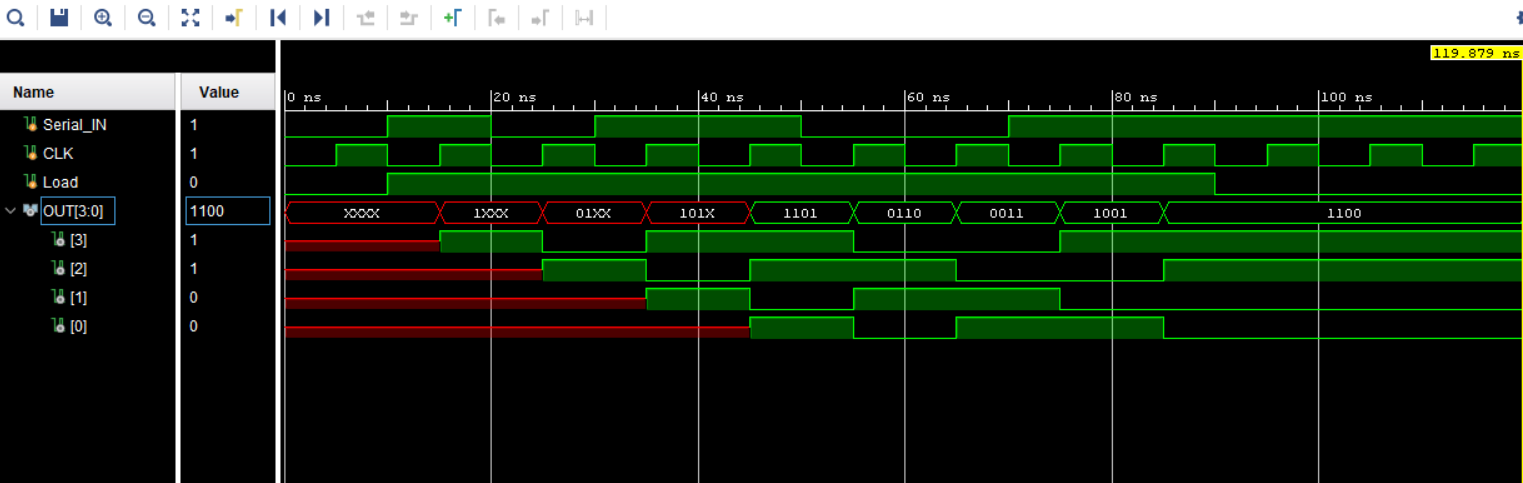 119.879 ns
Name Value
0 ns 20 ns 40 ns 60 ns 80 ns 100 ns
Serial_IN 1
CLK 1
Load 0
OUT[3:0] 1100 XXXX 1XXX 01XX 101X 1101 0110 0011 1001 1100
[3] 1
[2] 1
[1] 0
[0] 0